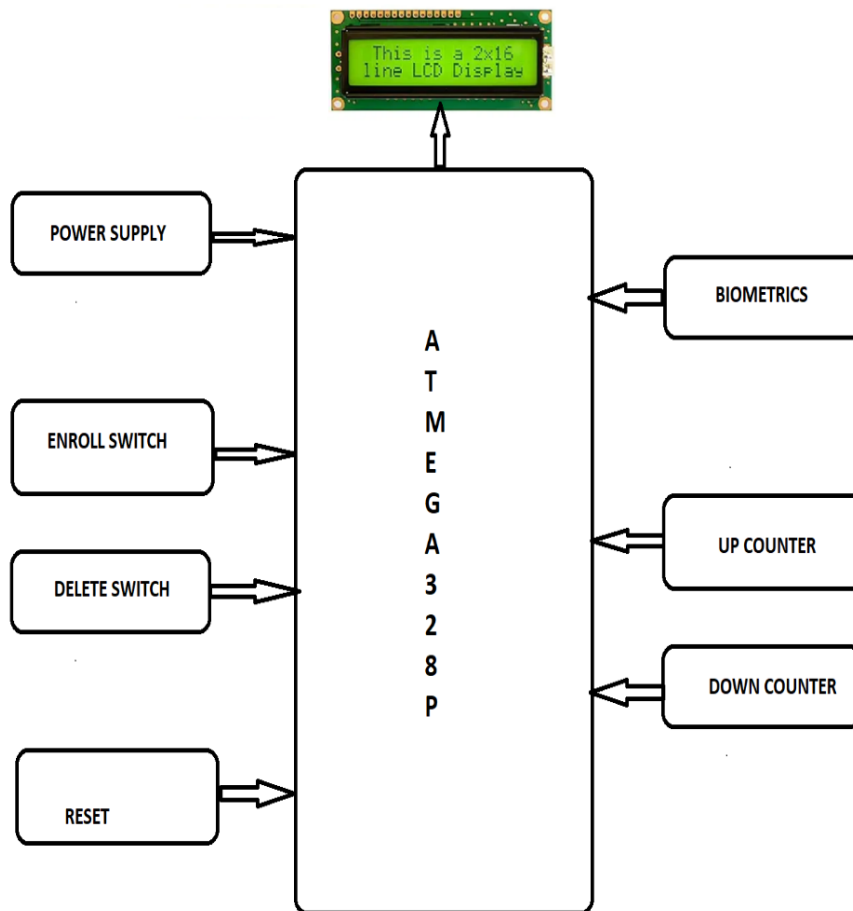 This is a 2x16
line LCD Display
POWER SUPPLY
BIOMETRICS
ENROLL SWITCH
UP COUNTER
DELETE SWITCH
DOWN COUNTER
RESET
A
T
M
E
G
A
3
2
8
P